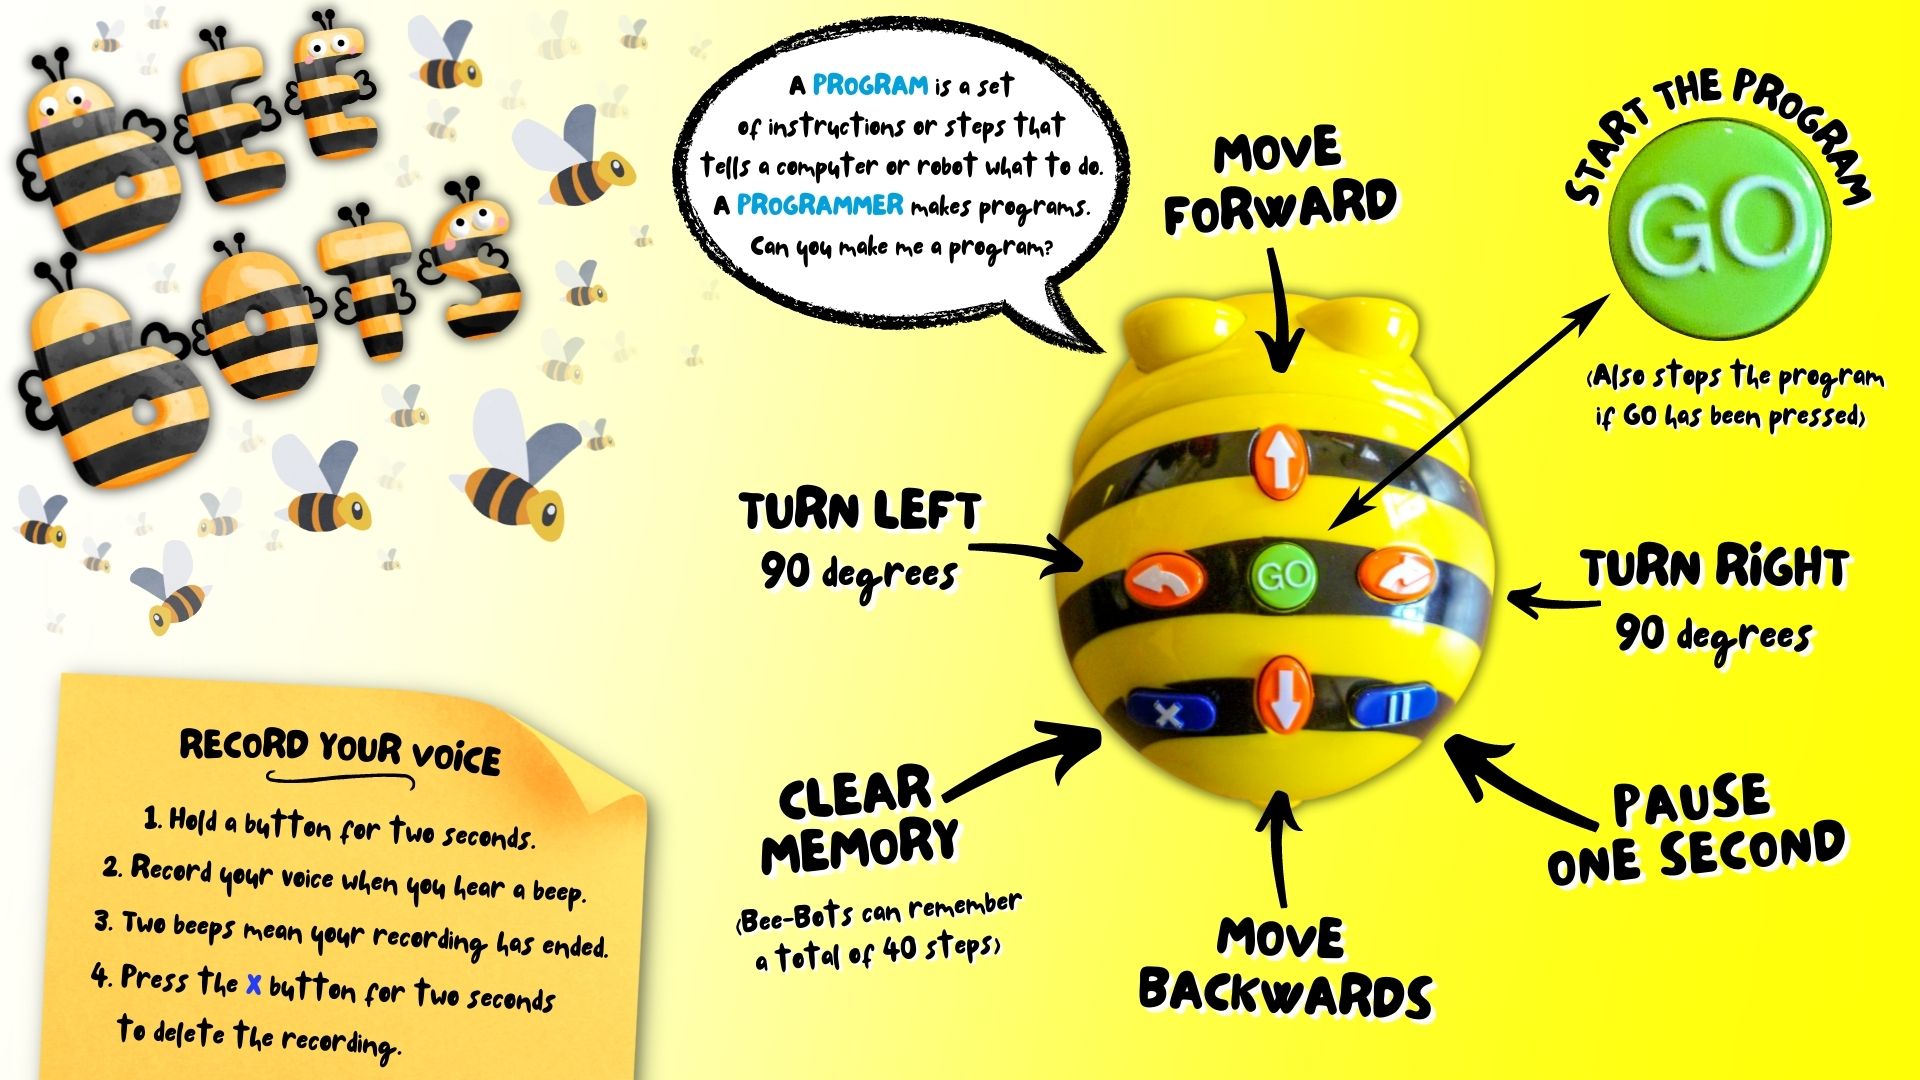 BEE
BOTS
A PROGRAM is a set
of instructions or steps that
tells a computer or robot what to do.
A PROGRAMMER makes programs.
Can you make me a program?
MOVE
FORWARD
START THE PROGRAM
GO
(Also stops the program
if GO has been pressed)
TURN LEFT
90 degrees
GO
TURN RIGHT
90 degrees
X
CLEAR
MEMORY
(Bee-Bots can remember
a total of 40 steps)
MOVE
BACKWARDS
PAUSE
ONE SECOND
RECORD YOUR VOICE
1. Hold a button for two seconds.
2. Record your voice when you hear a beep.
3. Two beeps mean your recording has ended.
4. Press the X button for two seconds
to delete the recording.